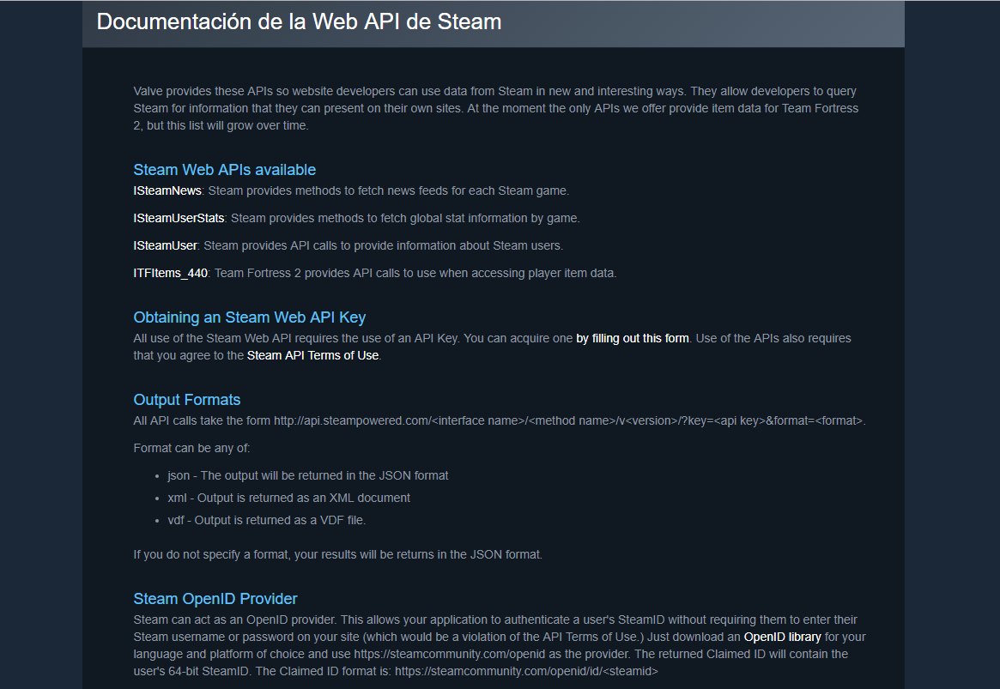 Documentación de la Web API de Steam
Valve provides these APIs so website developers can use data from Steam in new and interesting ways. They allow developers to query
Steam for information that they can present on their own sites. At the moment the only APIs we offer provide item data for Team Fortress
2, but this list will grow over time.
Steam Web APIs available
ISteamNews: Steam provides methods to fetch news feeds for each Steam game.
ISteamUserStats: Steam provides methods to fetch global stat information by game.
ISteamUser: Steam provides API calls to provide information about Steam users.
ITFItems_440: Team Fortress 2 provides API calls to use when accessing player item data.
Obtaining an Steam Web API Key
All use of the Steam Web API requires the use of an API Key. You can acquire one by filling out this form. Use of the APIs also requires
that you agree to the Steam API Terms of Use.
Output Formats
All API calls take the form http://api.steampowered.com/<interface name>/<method name>/v<version>/?key=<api key>&format=<format>.
Format can be any of:
• json - The output will be returned in the JSON format
• xml - Output is returned as an XML document
• vdf - Output is returned as a VDF file.
If you do not specify a format, your results will be returns in the JSON format.
Steam OpenID Provider
Steam can act as an OpenID provider. This allows your application to authenticate a user's SteamID without requiring them to enter their
Steam username or password on your site (which would be a violation of the API Terms of Use.) Just download an OpenID library for your
language and platform of choice and use https://steamcommunity.com/openid as the provider. The returned Claimed ID will contain the
user's 64-bit SteamID. The Claimed ID format is: https://steamcommunity.com/openid/id/<steamid>